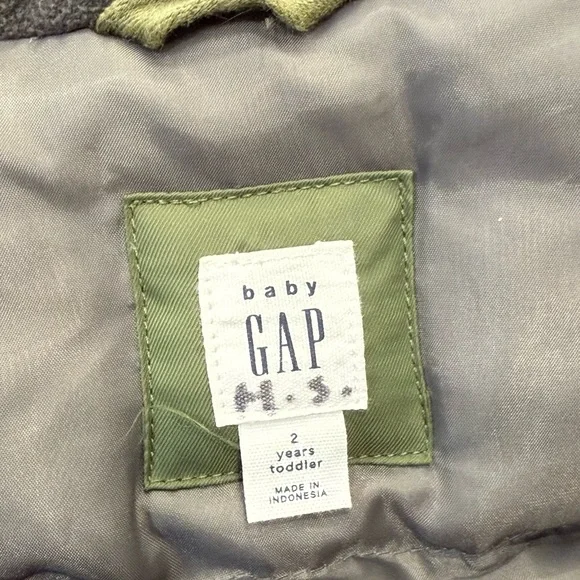 baby
GAP
H.S.
2
years
toddler
MADE IN
INDONESIA